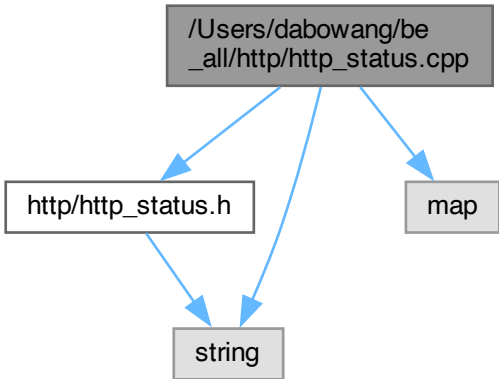 /Users/dabowang/be
_all/http/http_status.cpp
http/http_status.h
map
string